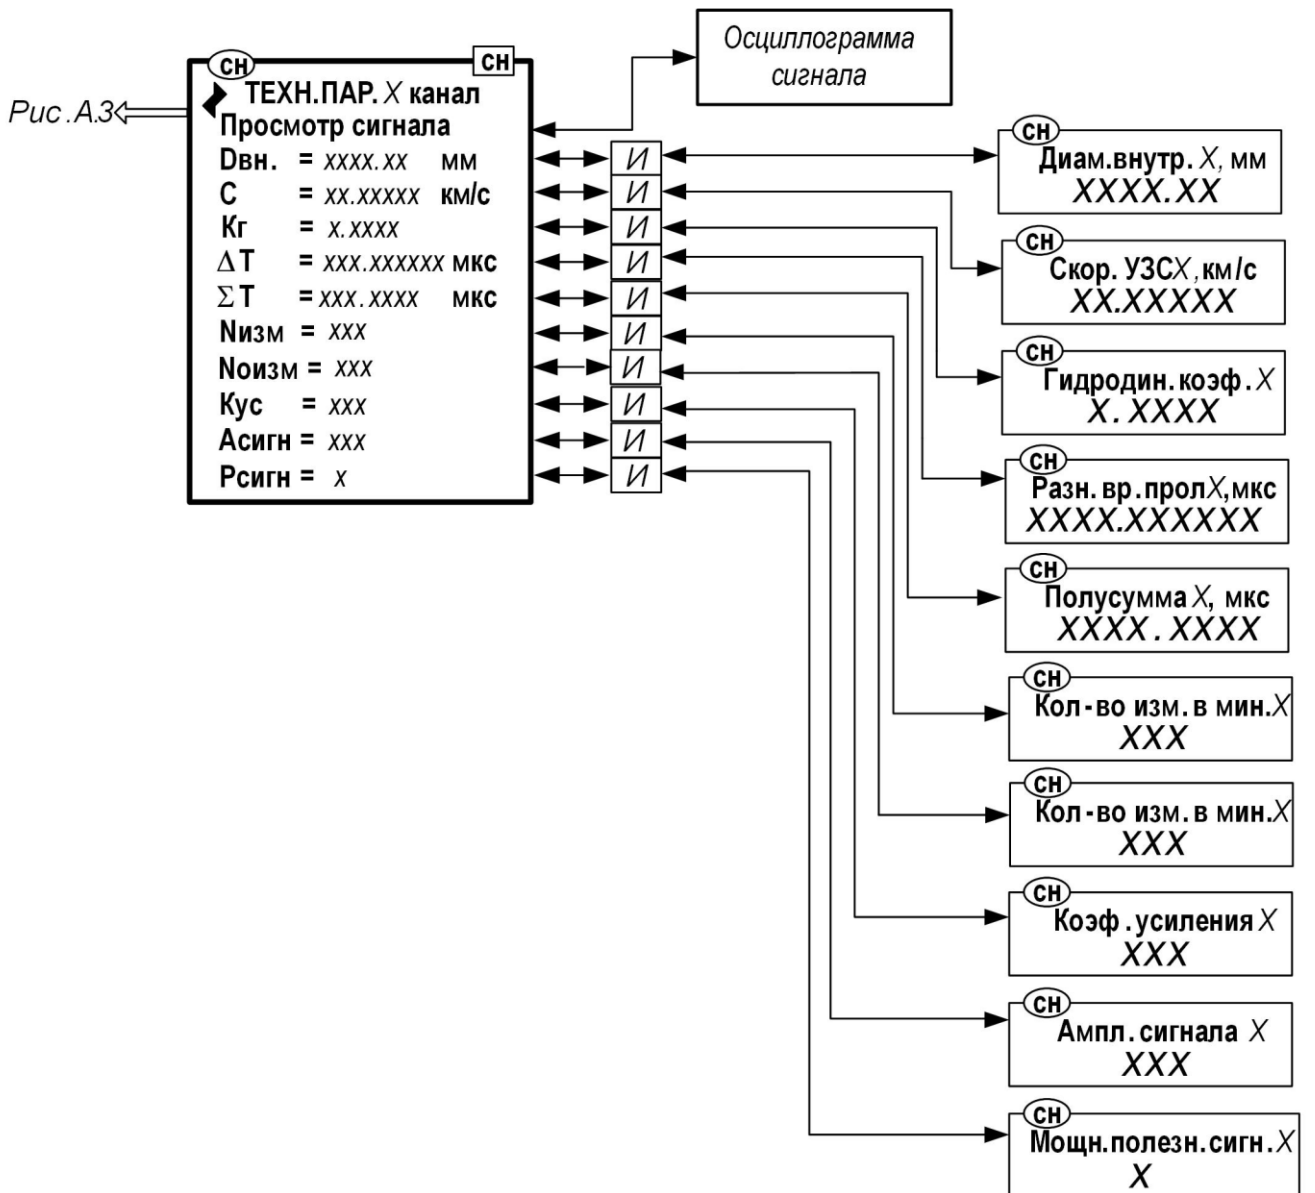 Осциллограмма
сигнала
Рис.А.3
СН СН
ТЕХН.ПАР. X канал
Просмотр сигнала
Dвн. = xxxx.xx мм
С = xx.xxxxx км/с
Кг = x.xxxx
ΔТ = xxx.xxxxxx мкс
ΣТ =xxx.xxxx мкс
Nизм = xxx
Nоизм = xxx
Кус = xxx
Асигн = xxx
Рсигн = x
И
И
И
И
И
И
И
И
И
И
СН
Диам.внутр. X, мм
XXXX.XX
СН
Скор. УЗСX, км/с
XX.XXXXX
СН
Гидродин.коэф. X
X.XXXX
СН
Разн.вр.пролX,мкс
XXXX.XXXXXX
СН
Полусумма X, мкс
XXXX.XXXX
СН
Кол-во изм.в мин.X
XXX
СН
Кол-во изм.в мин.X
XXX
СН
Коэф.усиления X
XXX
СН
Ампл.сигнала X
XXX
СН
Мощн.полезн.сигн.X
X